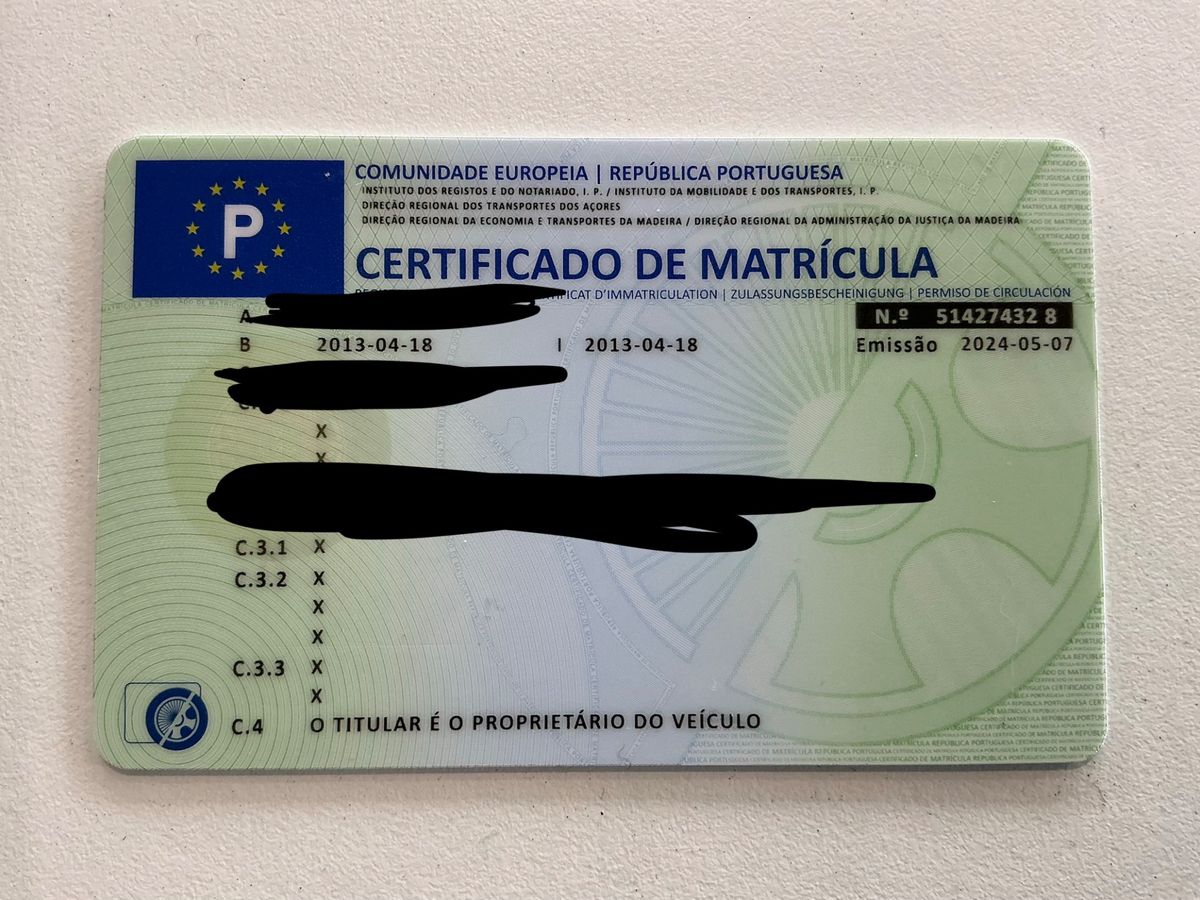 P
COMUNIDADE EUROPEIA | REPÚBLICA PORTUGUESA
INSTITUTO DOS REGISTOS E DO NOTARIADO, I. P. / INSTITUTO DA MOBILIDADE E DOS TRANSPORTES, I. P.
DIREÇÃO REGIONAL DOS TRANSPORTES DOS AÇORES
DIREÇÃO REGIONAL DA ECONOMIA E TRANSPORTES DA MADEIRA / DIREÇÃO REGIONAL DA ADMINISTRAÇÃO DA JUSTIÇA DA MADEIRA
CERTIFICADO DE MATRÍCULA
D'IMMATRICULATION | ZULASSUNGSBESCHEINIGUNG | PERMISO DE CIRCULACIÓN
A N.º 51427432 8
B 2013-04-18 I 2013-04-18 Emissão 2024-05-07
X
X
C.3.1 X
C.3.2 X
X
X
C.3.3 X
X
C.4 O TITULAR É O PROPRIETÁRIO DO VEÍCULO